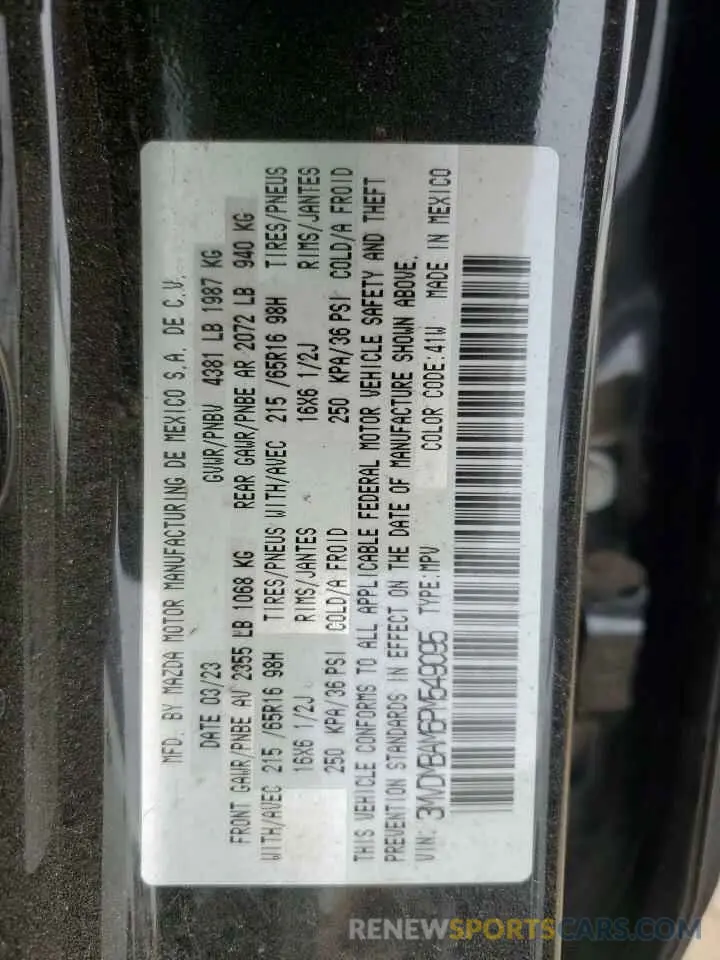 MFD. BY MAZDA MOTOR MANUFACTURING DE MEXICO S.A. DE C.V.
DATE 03/23 GVWR/PNBV 4381 LB 1987 KG
FRONT GAWR/PNBE AV 2355 LB 1068 KG REAR GAWR/PNBE AR 2072 LB 940 KG
WITH/AVEC 215 /65R16 98H TIRES/PNEUS WITH/AVEC 215 /65R16 98H TIRES/PNEUS
16X6 1/2J RIMS/JANTES 16X6 1/2J RIMS/JANTES
250 KPA/36 PSI COLD/A FROID 250 KPA/36 PSI COLD/A FROID
THIS VEHICLE CONFORMS TO ALL APPLICABLE FEDERAL MOTOR VEHICLE SAFETY AND THEFT
PREVENTION STANDARDS IN EFFECT ON THE DATE OF MANUFACTURE SHOWN ABOVE.
VIN: 3MVDMBAM6PM549095 TYPE:MPV COLOR CODE:41W MADE IN MEXICO
RENEWSPORTSCARS.COM